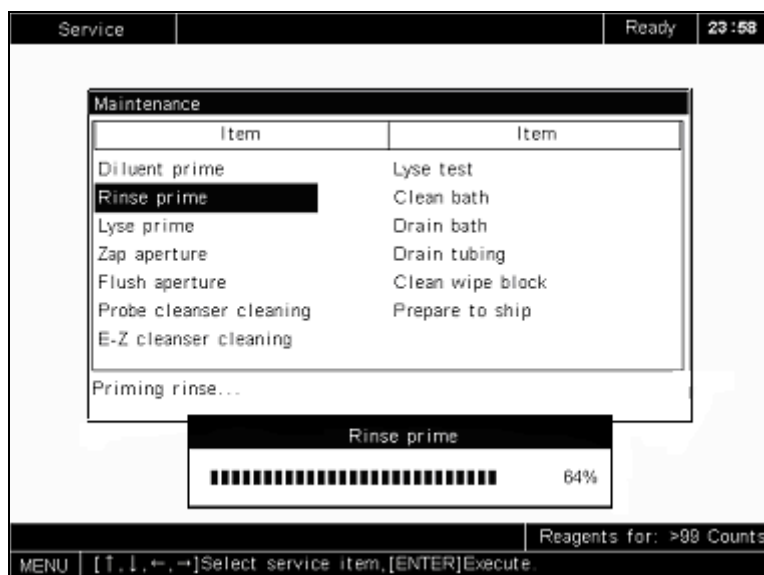 Service Ready 23:58
Maintenance
Item Item
Diluent prime Lyse test
Rinse prime Clean bath
Lyse prime Drain bath
Zap aperture Drain tubing
Flush aperture Clean wipe block
Probe cleanser cleaning Prepare to ship
E-Z cleanser cleaning
Priming rinse...
Rinse prime
64%
Reagents for: >99 Counts
MENU [↑,↓,←,→]Select service item,[ENTER]Execute.